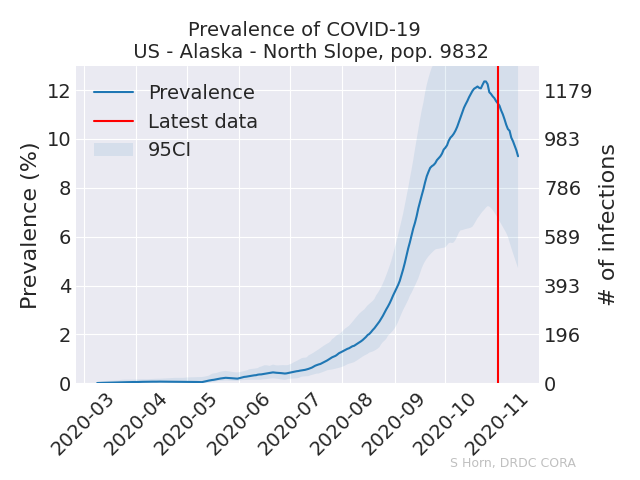 Prevalence of COVID-19
US - Alaska - North Slope, pop. 9832
Prevalence
Latest data
95CI
Prevalence (%)
12
10
8
6
4
2
0
1179
983
786
589
393
196
0
# of infections
2020-03
2020-04
2020-05
2020-06
2020-07
2020-08
2020-09
2020-10
2020-11
S Horn, DRDC CORA